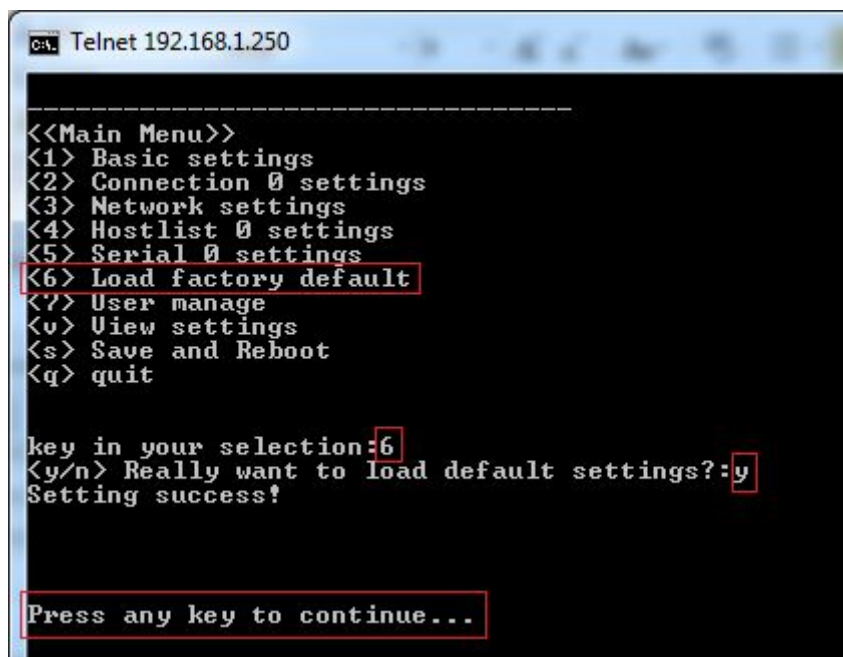 C:\.
Telnet 192.168.1.250
-----------------------------------
<<Main Menu>>
<1> Basic settings
<2> Connection 0 settings
<3> Network settings
<4> Hostlist 0 settings
<5> Serial 0 settings
<6> Load factory default
<7> User manage
<v> View settings
<s> Save and Reboot
<q> quit
key in your selection:6
<y/n> Really want to load default settings?:y
Setting success!
Press any key to continue...